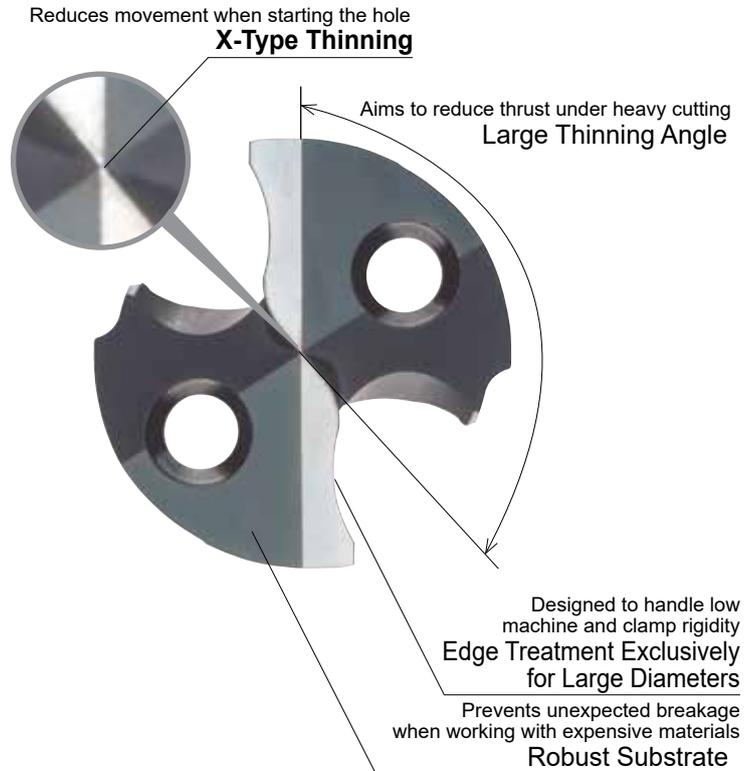 Reduces movement when starting the hole
X-Type Thinning
Aims to reduce thrust under heavy cutting
Large Thinning Angle
Designed to handle low
machine and clamp rigidity
Edge Treatment Exclusively
for Large Diameters
Prevents unexpected breakage
when working with expensive materials
Robust Substrate